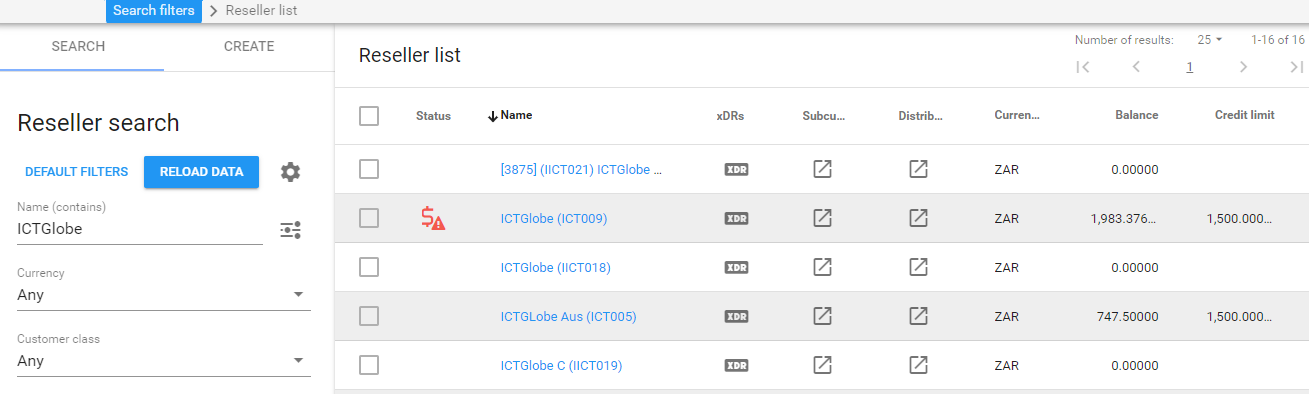 Search filters > Reseller list
SEARCH CREATE
Reseller search
DEFAULT FILTERS RELOAD DATA
Name (contains)
ICTGlobe
Currency
Any
Customer class
Any
Reseller list
Number of results: 25 1-16 of 16
1
Status Name xDRs Subcu... Distrib... Curren... Balance Credit limit
[3875] (IICT021) ICTGlobe ... XDR ZAR 0.00000
ICTGlobe (ICT009) XDR ZAR 1,983.376... 1,500.000...
ICTGlobe (IICT018) XDR ZAR 0.00000
ICTGLobe Aus (ICT005) XDR ZAR 747.50000 1,500.000...
ICTGlobe C (IICT019) XDR ZAR 0.00000